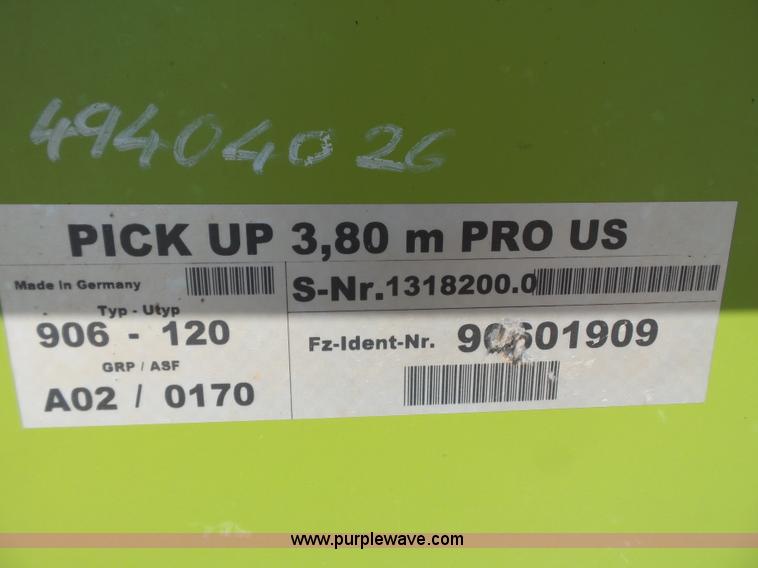 49404026
PICK UP 3,80 m PRO US
Made in Germany
S-Nr.1318200.0
Typ - Utyp
906 - 120
Fz-Ident-Nr.
GRP / ASF
A02 / 0170
www.purplewave.com